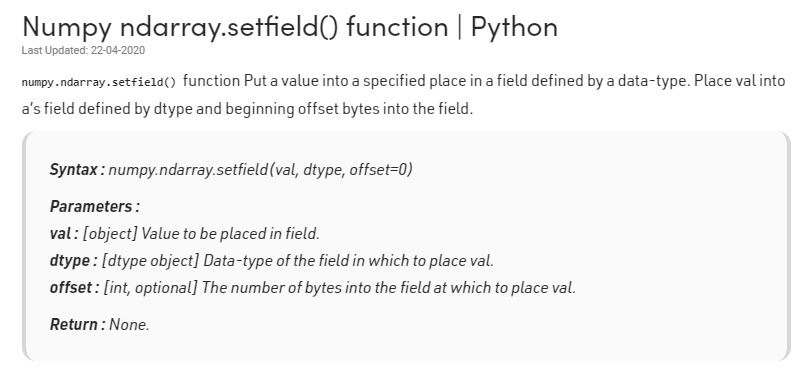 Numpy ndarray.setfield() function | Python
Last Updated: 22-04-2020
numpy.ndarray.setfield() function Put a value into a specified place in a field defined by a data-type. Place val into
a's field defined by dtype and beginning offset bytes into the field.
Syntax : numpy.ndarray.setfield(val, dtype, offset=0)
Parameters :
val : [object] Value to be placed in field.
dtype : [dtype object] Data-type of the field in which to place val.
offset : [int, optional] The number of bytes into the field at which to place val.
Return : None.